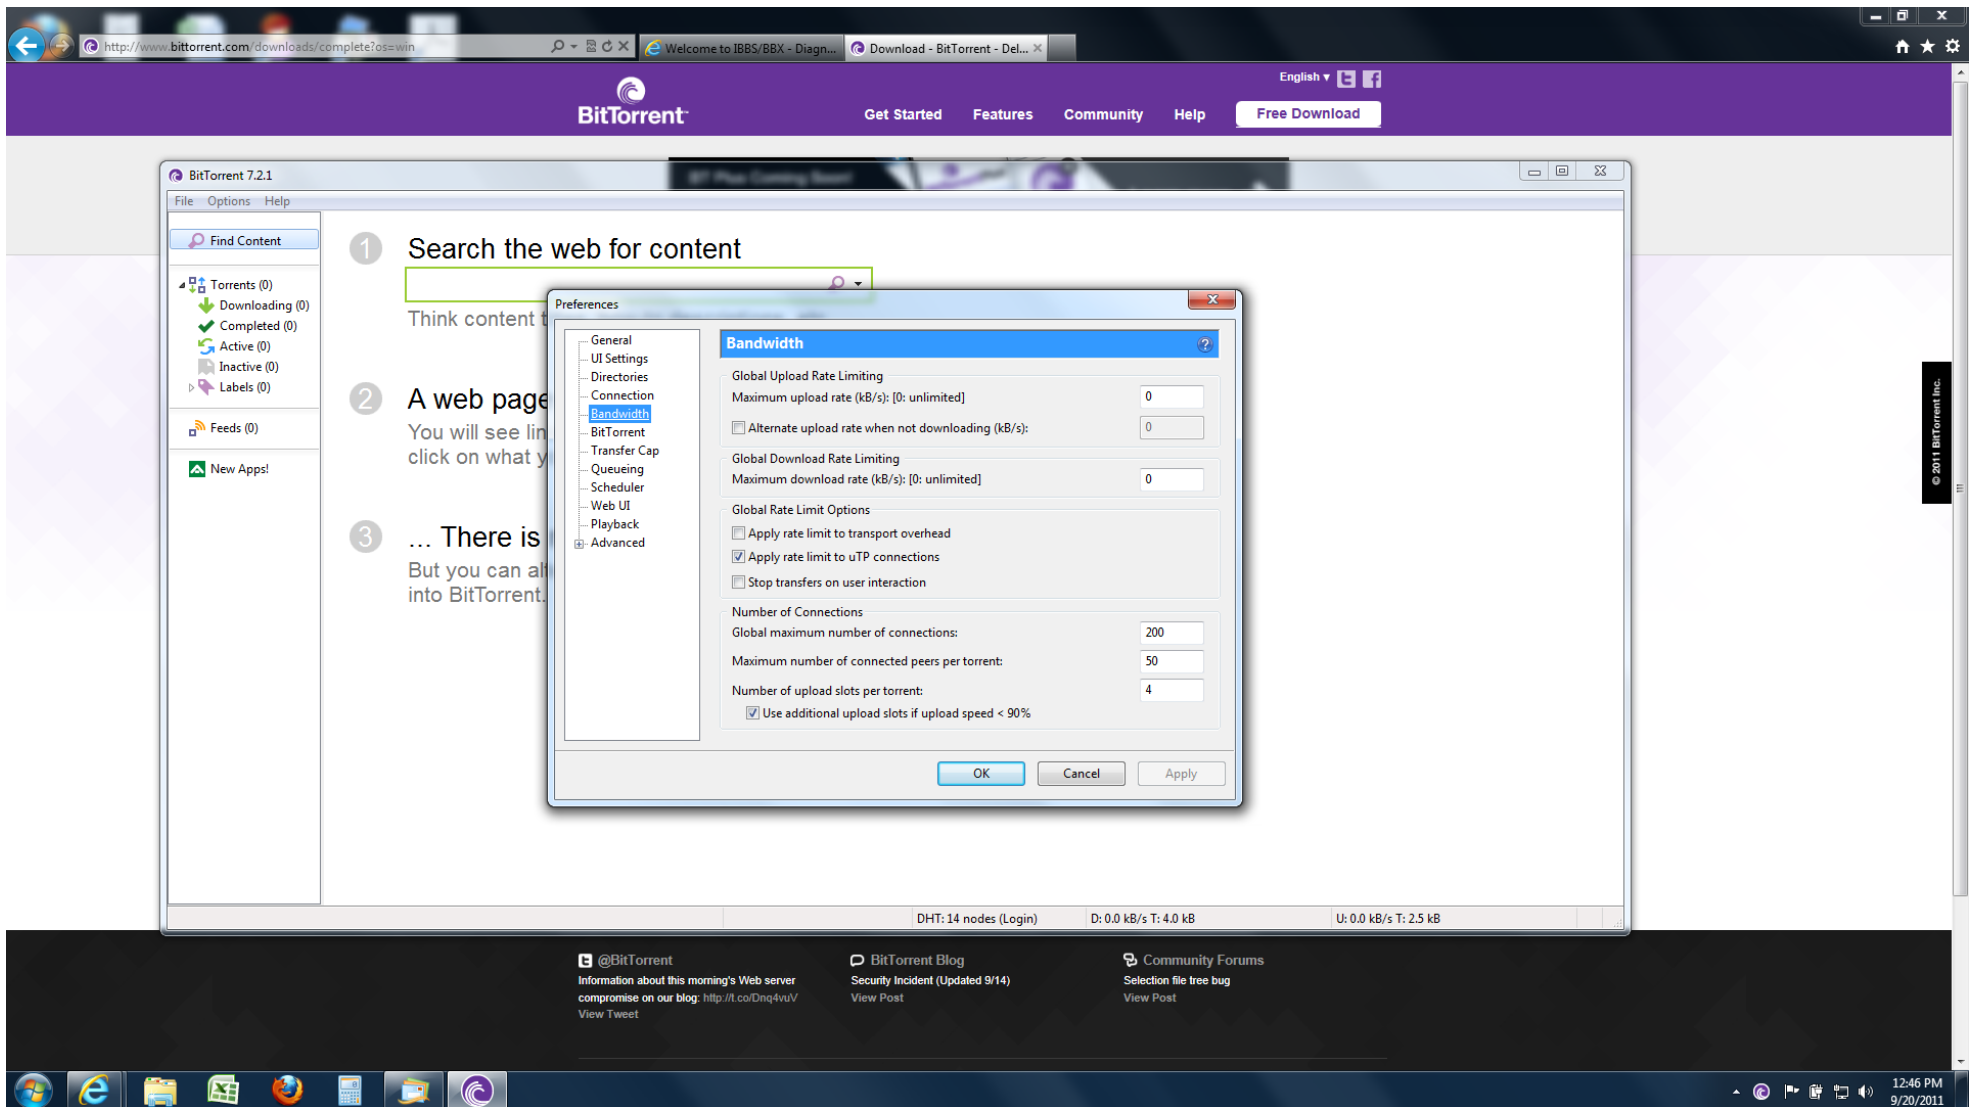 http://www.bittorrent.com/downloads/complete?os=win
Welcome to IBBS/BBX - Diagn...
Download - BitTorrent - Del...
English
BitTorrent
Get Started
Features
Community
Help
Free Download
BT Plus Coming Soon!
BitTorrent 7.2.1
File Options Help
Find Content
Torrents (0)
Downloading (0)
Completed (0)
Active (0)
Inactive (0)
Labels (0)
Feeds (0)
New Apps!
1 Search the web for content
Think content t
2 A web page
You will see lin
click on what y
3 ... There is
But you can al
into BitTorrent.
Preferences
General
UI Settings
Directories
Connection
Bandwidth
BitTorrent
Transfer Cap
Queueing
Scheduler
Web UI
Playback
Advanced
Bandwidth
Global Upload Rate Limiting
Maximum upload rate (kB/s): [0: unlimited] 0
Alternate upload rate when not downloading (kB/s): 0
Global Download Rate Limiting
Maximum download rate (kB/s): [0: unlimited] 0
Global Rate Limit Options
Apply rate limit to transport overhead
Apply rate limit to uTP connections
Stop transfers on user interaction
Number of Connections
Global maximum number of connections: 200
Maximum number of connected peers per torrent: 50
Number of upload slots per torrent: 4
Use additional upload slots if upload speed < 90%
OK
Cancel
Apply
© 2011 BitTorrent Inc.
DHT: 14 nodes (Login)
D: 0.0 kB/s T: 4.0 kB
U: 0.0 kB/s T: 2.5 kB
@BitTorrent
Information about this morning's Web server
compromise on our blog: http://t.co/Dnq4vuV
View Tweet
BitTorrent Blog
Security Incident (Updated 9/14)
View Post
Community Forums
Selection file tree bug
View Post
12:46 PM
9/20/2011